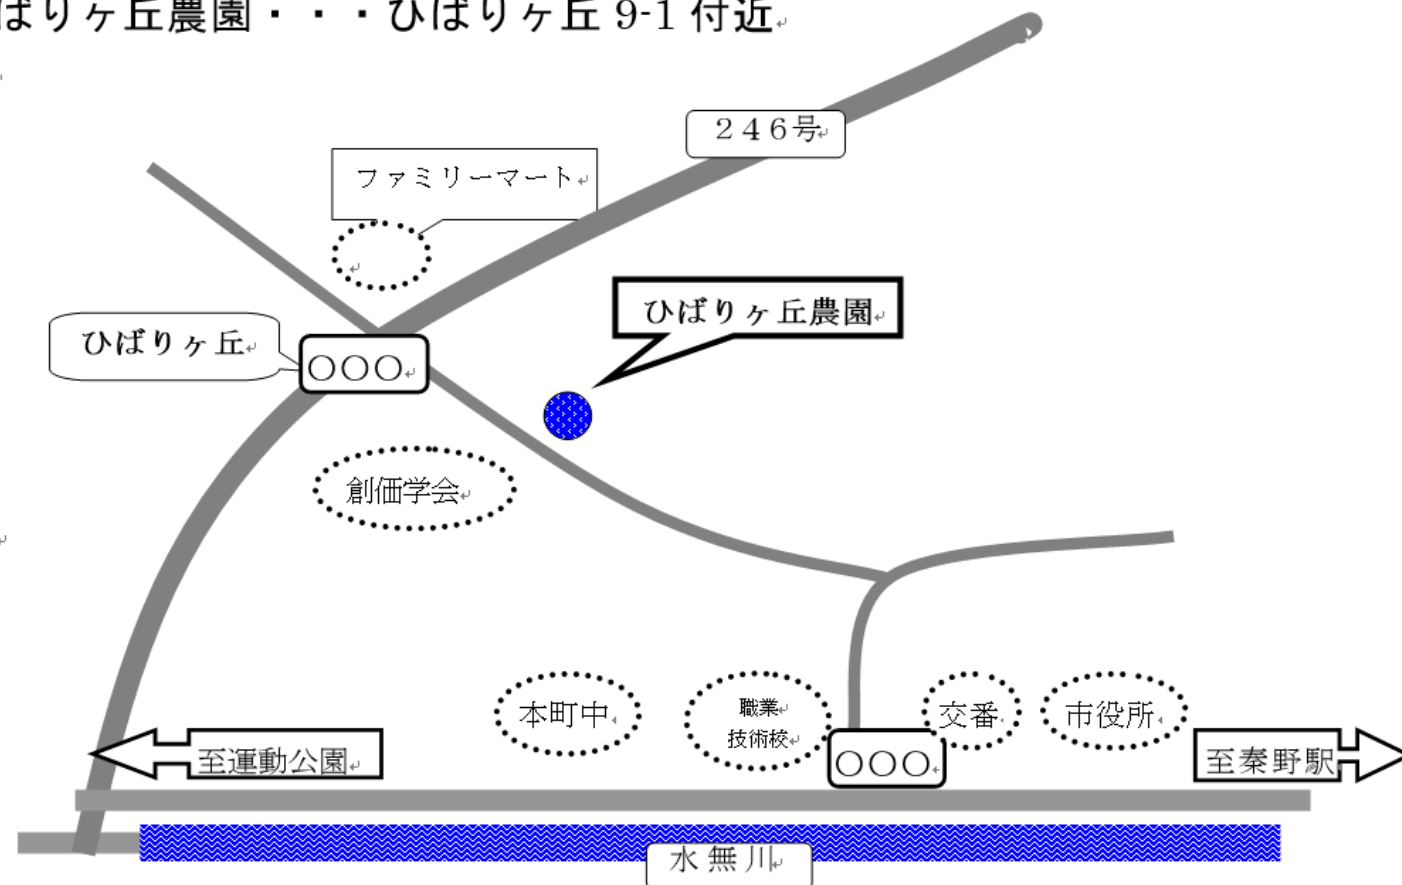 ばりヶ丘農園・・・ひばりヶ丘 9-1 付近
２４６号
ファミリーマート
ひばりヶ丘農園
ひばりヶ丘
○○○
創価学会
本町中
職業
技術校
交番
市役所
至運動公園
○○○
至秦野駅
水無川